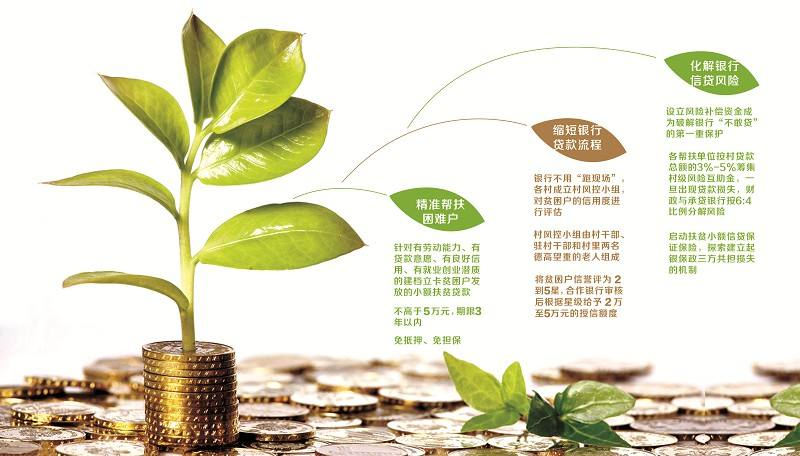 精准帮扶
困难户
针对有劳动能力、有
贷款意愿、有良好信
用、有就业创业潜质
的建档立卡贫困户发
放的小额扶贫贷款
不高于5万元，期限3
年以内
免抵押、免担保
缩短银行
贷款流程
银行不用“跑现场”，
各村成立村风控小组，
对贫困户的信用度进
行评估
村风控小组由村干部、
驻村干部和村里两名
德高望重的老人组成
将贫困户信誉评为 2
到5星，合作银行审核
后根据星级给予 2万
至5万元的授信额度
化解银行
信贷风险
设立风险补偿资金成
为破解银行“不敢贷”
的第一重保护
各帮扶单位按村贷款
总额的3%-5%筹集
村级风险互助金，一
旦出现贷款损失，财
政与承贷银行按6:4
比例分解风险
启动扶贫小额信贷保
证保险，探索建立起
银保政三方共担损失
的机制